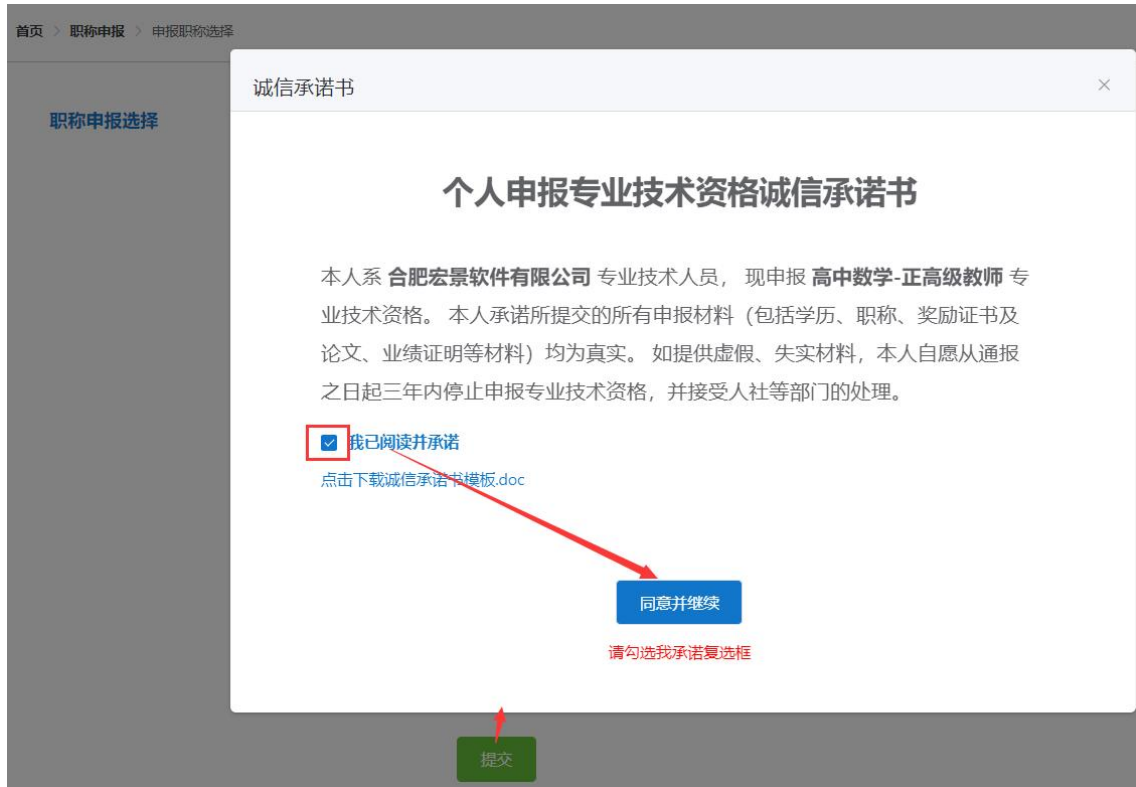 首页 > 职称申报 > 申报职称选择
诚信承诺书
职称申报选择
个人申报专业技术资格诚信承诺书
本人系 合肥宏景软件有限公司 专业技术人员， 现申报 高中数学-正高级教师 专
业技术资格。 本人承诺所提交的所有申报材料（包括学历、职称、奖励证书及
论文、业绩证明等材料）均为真实。 如提供虚假、失实材料，本人自愿从通报
之日起三年内停止申报专业技术资格，并接受人社等部门的处理。
我已阅读并承诺
点击下载诚信承诺书模板.doc
同意并继续
请勾选我承诺复选框
提交